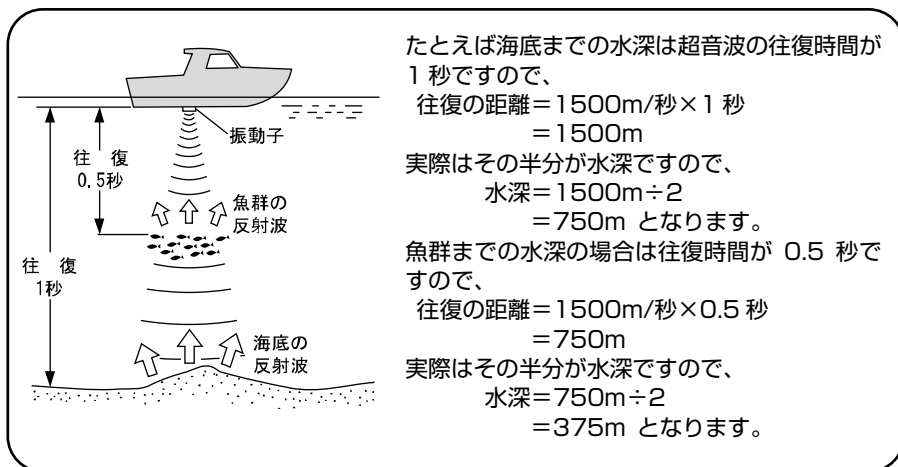 振動子
往 復
0.5秒
魚群の
反射波
往 復
1秒
海底の
反射波
たとえば海底までの水深は超音波の往復時間が
1 秒ですので、
往復の距離＝1500m/秒×1 秒
＝1500m
実際はその半分が水深ですので、
水深＝1500m÷2
＝750m となります。
魚群までの水深の場合は往復時間が 0.5 秒で
すので、
往復の距離＝1500m/秒×0.5 秒
＝750m
実際はその半分が水深ですので、
水深＝750m÷2
＝375m となります。